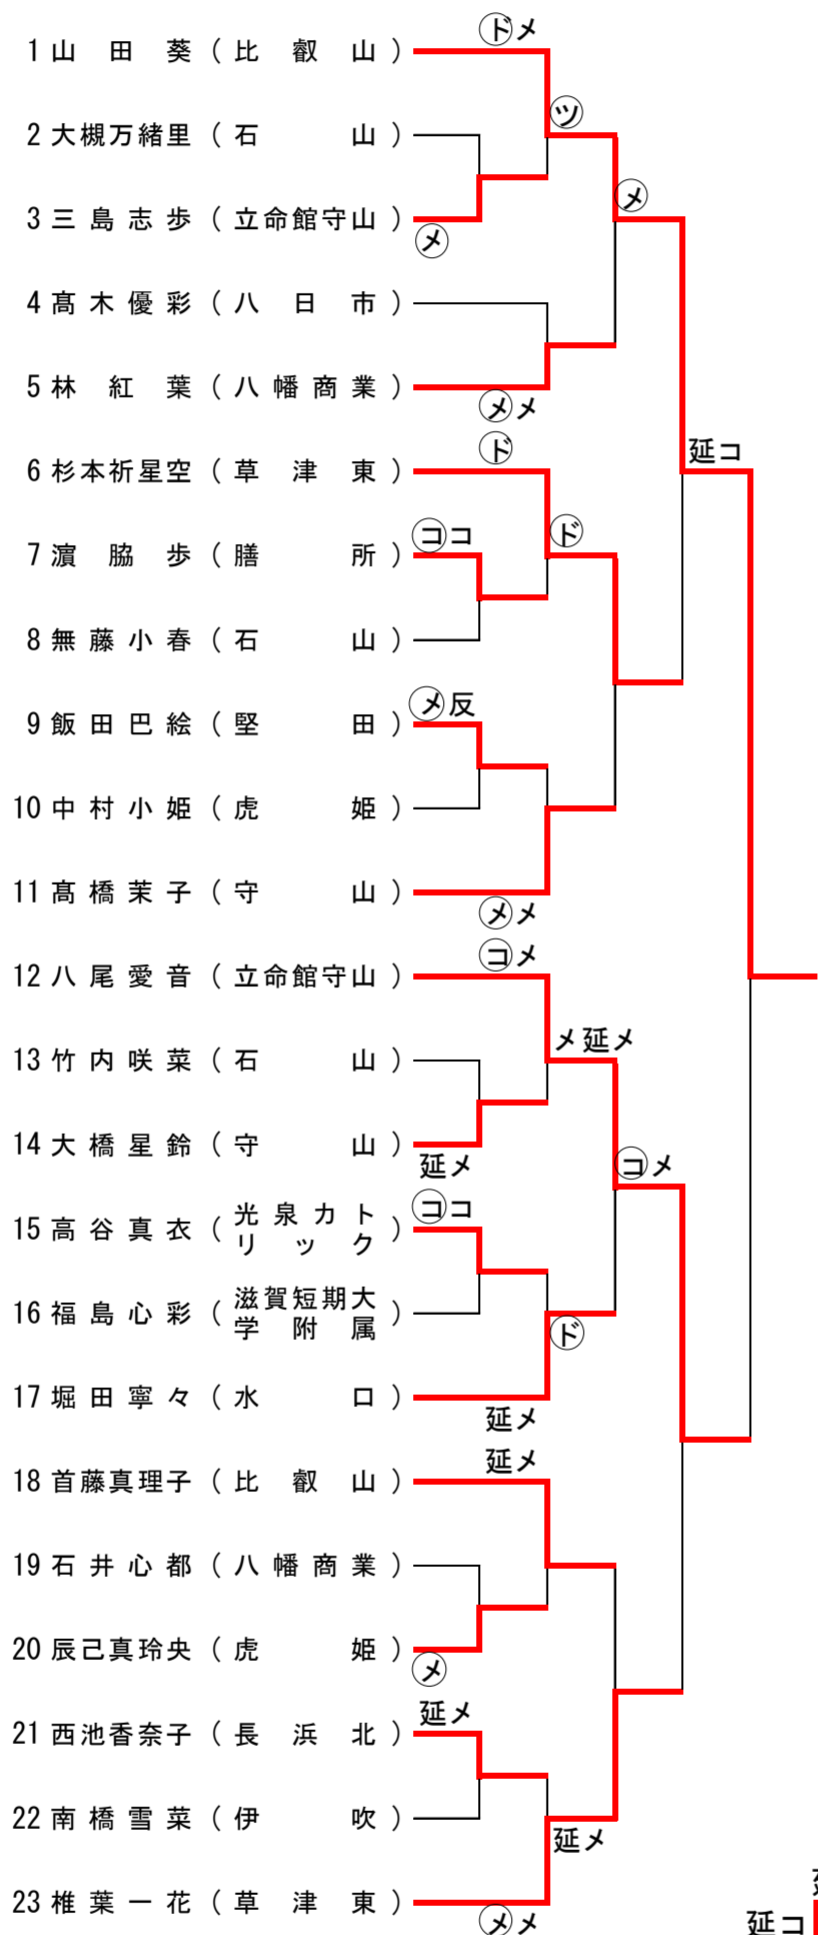 ドメ
1 山田葵 (比叡山)
ツ
2 大槻万緒里 (石山)
メ
3 三島志歩 (立命館守山)
メ
4 髙木優彩 (八日市)
5 林紅葉 (八幡商業)
メメ
ド
延コ
6 杉本祈星空 (草津東)
ココ
ド
7 濵脇歩 (膳所)
8 無藤小春 (石山)
メ反
9 飯田巴絵 (堅田)
10 中村小姫 (虎姫)
11 髙橋茉子 (守山)
メメ
コメ
12 八尾愛音 (立命館守山)
メ延メ
13 竹内咲菜 (石山)
14 大橋星鈴 (守山)
延メ
コメ
ココ
15 高谷真衣 (光泉カト
リック)
16 福島心彩 (滋賀短期大
学附属)
ド
17 堀田寧々 (水口)
延メ
延メ
18 首藤真理子 (比叡山)
19 石井心都 (八幡商業)
20 辰己真玲央 (虎姫)
メ
延メ
21 西池香奈子 (長浜北)
22 南橋雪菜 (伊吹)
延メ
23 椎葉一花 (草津東)
メメ
延コ